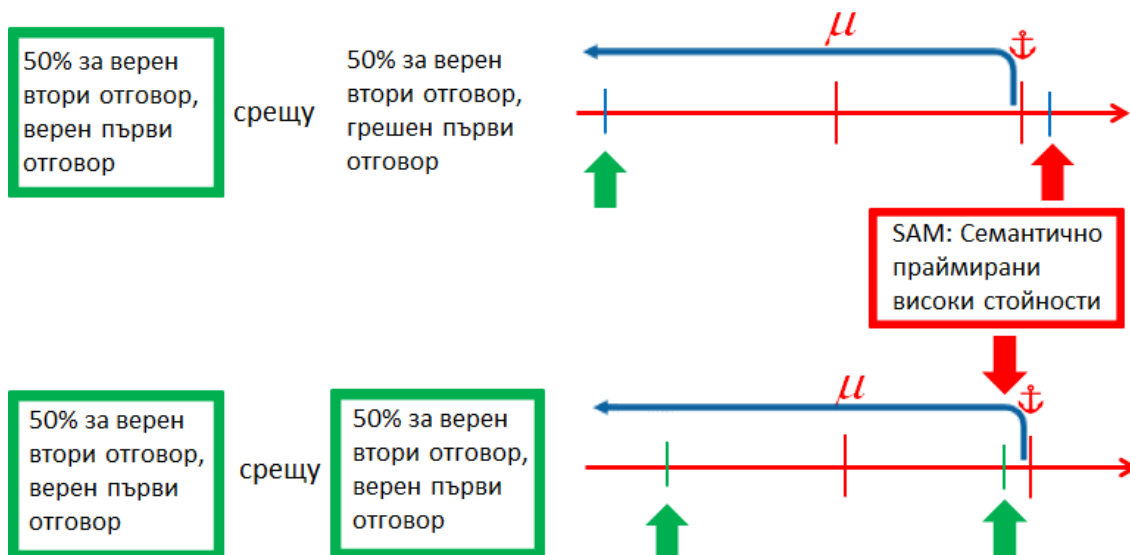 50% за верен
втори отговор,
верен първи
отговор
срещу
50% за верен
втори отговор,
грешен първи
отговор
μ
SAM: Семантично
праймирани
високи стойности
50% за верен
втори отговор,
верен първи
отговор
срещу
50% за верен
втори отговор,
верен първи
отговор
μ